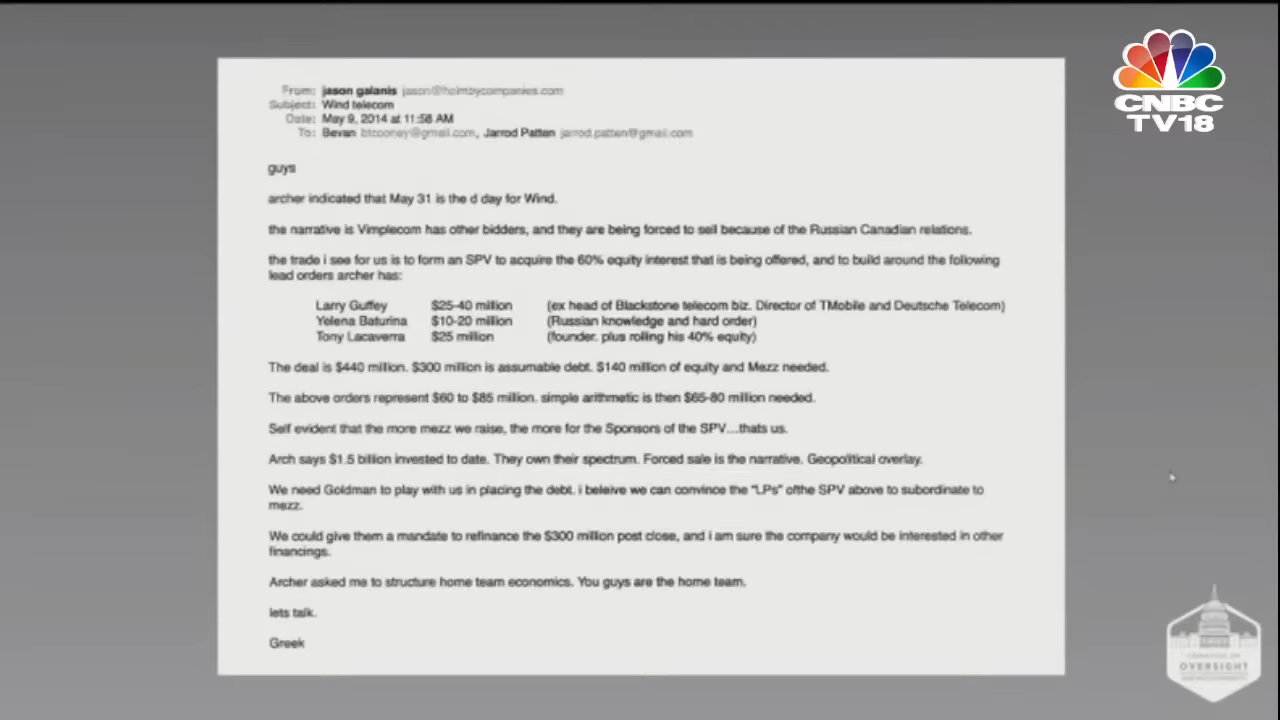 CNBC
TV18
From: jason galanis jason@holmbycompanies.com
Subject: Wind telecom
Date: May 9, 2014 at 11:58 AM
To: Bevan btcooney@gmail.com, Jarrod Patten jarrod.patten@gmail.com
guys
archer indicated that May 31 is the d day for Wind.
the narrative is Vimplecom has other bidders, and they are being forced to sell because of the Russian Canadian relations.
the trade i see for us is to form an SPV to acquire the 60% equity interest that is being offered, and to build around the following
lead orders archer has:
Larry Guffey $25-40 million (ex head of Blackstone telecom biz. Director of TMobile and Deutsche Telecom)
Yelena Baturina $10-20 million (Russian knowledge and hard order)
Tony Lacaverra $25 million (founder. plus rolling his 40% equity)
The deal is $440 million. $300 million is assumable debt. $140 million of equity and Mezz needed.
The above orders represent $60 to $85 million. simple arithmetic is then $65-80 million needed.
Self evident that the more mezz we raise, the more for the Sponsors of the SPV...thats us.
Arch says $1.5 billion invested to date. They own their spectrum. Forced sale is the narrative. Geopolitical overlay.
We need Goldman to play with us in placing the debt. i beleive we can convince the "LPs" ofthe SPV above to subordinate to
mezz.
We could give them a mandate to refinance the $300 million post close, and i am sure the company would be interested in other
financings.
Archer asked me to structure home team economics. You guys are the home team.
lets talk.
Greek
COMMITTEE ON
OVERSIGHT